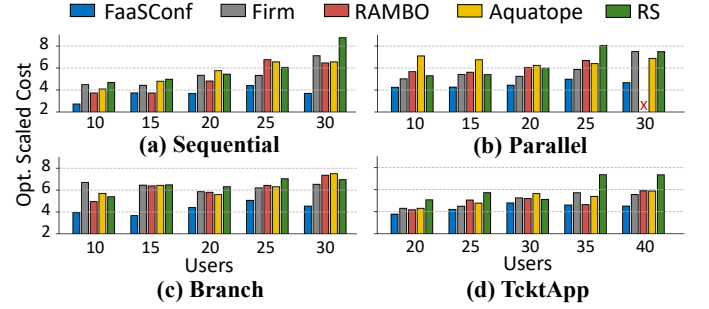 FaaSConf Firm RAMBO Aquatope RS
Opt. Scaled Cost
8
6
4
2
10 15 20 25 30
(a) Sequential
10 15 20 25 30
(b) Parallel
x
8
6
4
2
10 15 20 25 30
Users
(c) Branch
20 25 30 35 40
Users
(d) TcktApp